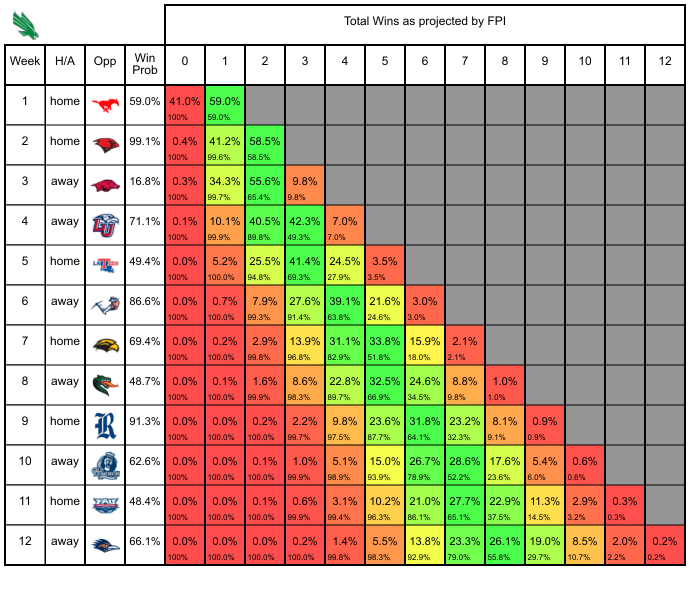 Total Wins as projected by FPI
Week H/A Opp Win Prob 0 1 2 3 4 5 6 7 8 9 10 11 12
1 home 59.0% 41.0% 59.0%
100% 59.0%
2 home 99.1% 0.4% 41.2% 58.5%
100% 99.6% 58.5%
3 away 16.8% 0.3% 34.3% 55.6% 9.8%
100% 99.7% 65.4% 9.8%
4 away LU 71.1% 0.1% 10.1% 40.5% 42.3% 7.0%
100% 99.9% 89.8% 49.3% 7.0%
5 home LA TECH 49.4% 0.0% 5.2% 25.5% 41.4% 24.5% 3.5%
100% 100.0% 94.8% 69.3% 27.9% 3.5%
6 away 86.6% 0.0% 0.7% 7.9% 27.6% 39.1% 21.6% 3.0%
100% 100.0% 99.3% 91.4% 63.8% 24.6% 3.0%
7 home 69.4% 0.0% 0.2% 2.9% 13.9% 31.1% 33.8% 15.9% 2.1%
100% 100.0% 99.8% 96.8% 82.9% 51.8% 18.0% 2.1%
8 away 48.7% 0.0% 0.1% 1.6% 8.6% 22.8% 32.5% 24.6% 8.8% 1.0%
100% 100.0% 99.9% 98.3% 89.7% 66.9% 34.5% 9.8% 1.0%
9 home R 91.3% 0.0% 0.0% 0.2% 2.2% 9.8% 23.6% 31.8% 23.2% 8.1% 0.9%
100% 100.0% 100.0% 99.7% 97.5% 87.7% 64.1% 32.3% 9.1% 0.9%
10 away 62.6% 0.0% 0.0% 0.1% 1.0% 5.1% 15.0% 26.7% 28.6% 17.6% 5.4% 0.6%
100% 100.0% 100.0% 99.9% 98.9% 93.9% 78.9% 52.2% 23.6% 6.0% 0.6%
11 home FAU 48.4% 0.0% 0.0% 0.1% 0.6% 3.1% 10.2% 21.0% 27.7% 22.9% 11.3% 2.9% 0.3%
100% 100.0% 100.0% 99.9% 99.4% 96.3% 86.1% 65.1% 37.5% 14.5% 3.2% 0.3%
12 away 66.1% 0.0% 0.0% 0.0% 0.2% 1.4% 5.5% 13.8% 23.3% 26.1% 19.0% 8.5% 2.0% 0.2%
100% 100.0% 100.0% 100.0% 99.8% 98.3% 92.9% 79.0% 55.8% 29.7% 10.7% 2.2% 0.2%